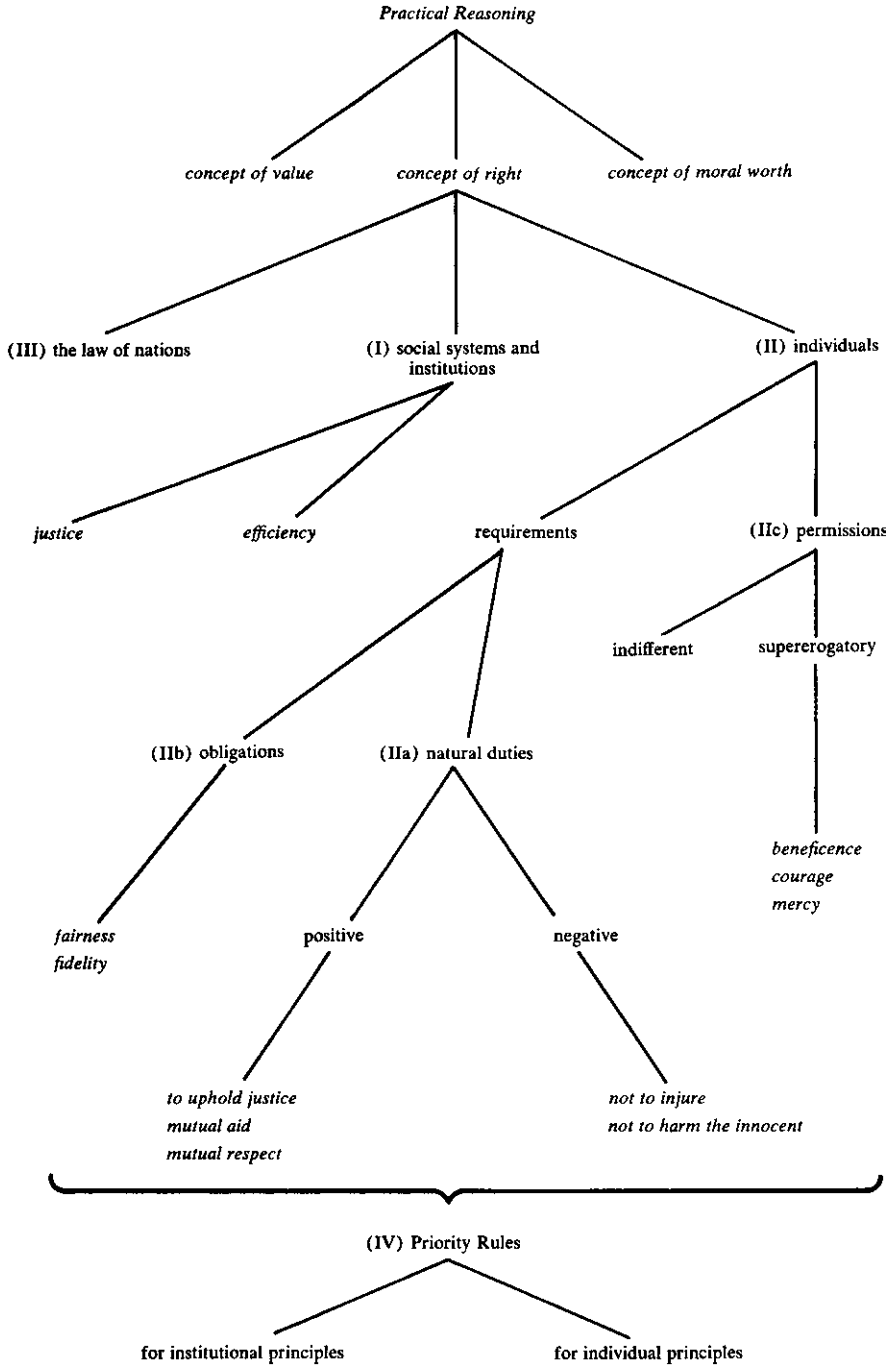 Practical Reasoning
concept of value
concept of right
concept of moral worth
(III) the law of nations
(I) social systems and
institutions
(II) individuals
justice
efficiency
requirements
(IIc) permissions
indifferent
supererogatory
(IIb) obligations
(IIa) natural duties
beneficence
courage
mercy
fairness
fidelity
positive
negative
to uphold justice
mutual aid
mutual respect
not to injure
not to harm the innocent
(IV) Priority Rules
for institutional principles
for individual principles